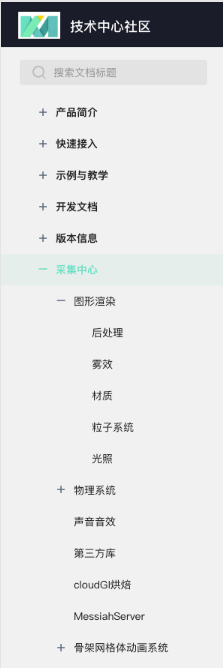 技术中心社区
搜索文档标题
产品简介
快速接入
示例与教学
开发文档
版本信息
采集中心
图形渲染
后处理
雾效
材质
粒子系统
光照
物理系统
声音音效
第三方库
cloudGI烘焙
MessiahServer
骨架网格体动画系统